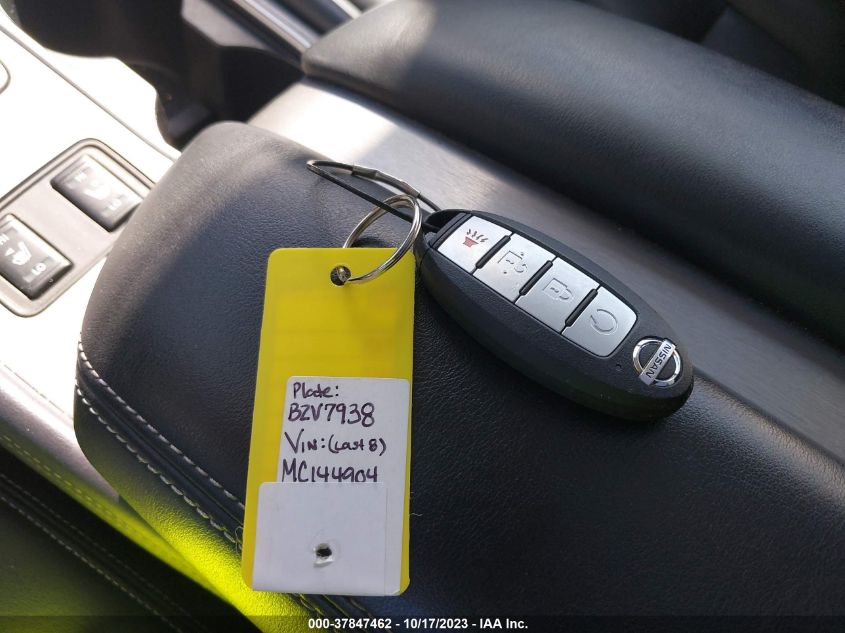 Plate:
BZV7938
VIN: (Last 8)
MC144904
NISSAN
000-37847462 - 10/17/2023 - IAA Inc.